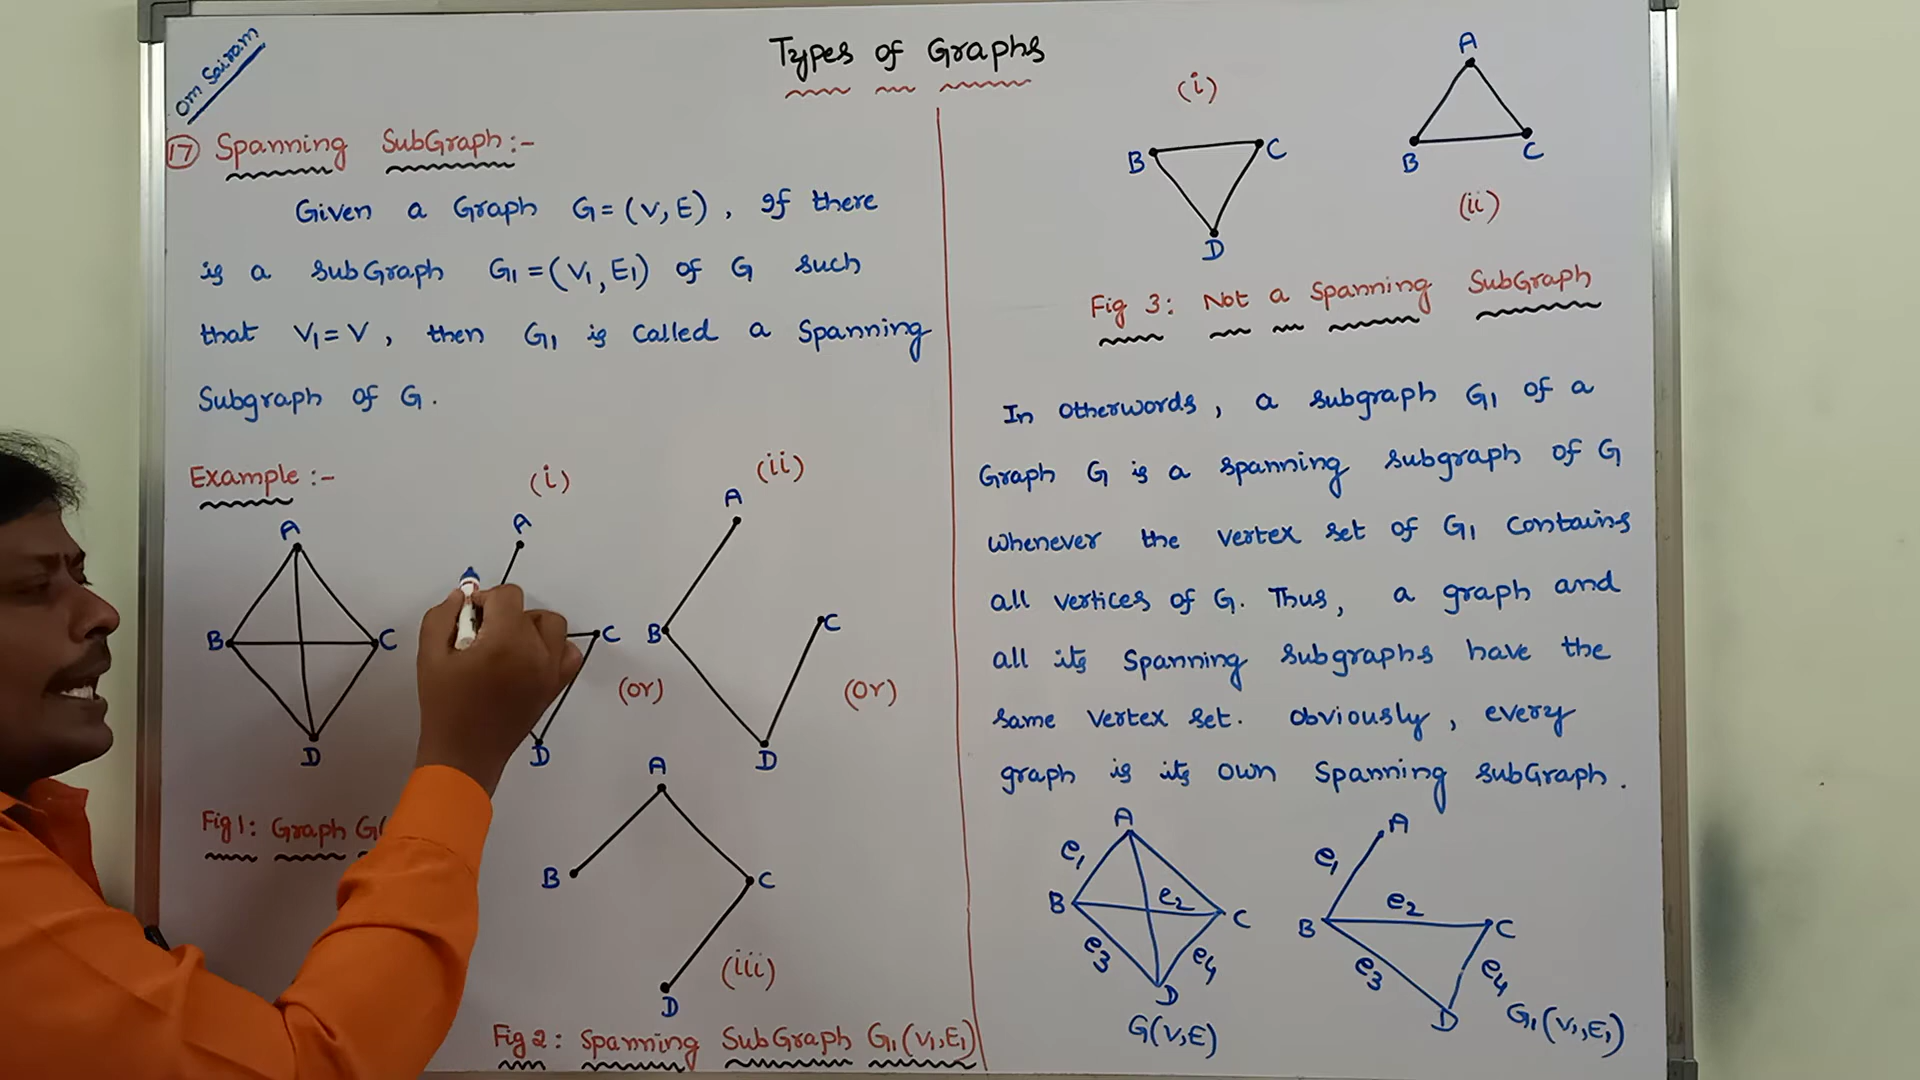 Om Sairam
Types of Graphs
17 Spanning SubGraph:-
Given a Graph G=(V,E), If there
is a subGraph G1=(V1,E1) of G such
that V1=V, then G1 is called a Spanning
Subgraph of G.
Example:-
A
B
C
D
Fig 1: Graph G(
(i)
A
C
D
(or)
(ii)
A
B
C
D
(or)
A
B
C
D
(iii)
Fig 2: Spanning SubGraph G1(V1,E1)
(i)
B
C
D
A
B
C
(ii)
Fig 3: Not a Spanning SubGraph
In otherwords, a subgraph G1 of a
Graph G is a spanning subgraph of G
whenever the vertex set of G1 contains
all vertices of G. Thus, a graph and
all its Spanning subgraphs have the
same vertex set. Obviously, every
graph is its own Spanning subGraph.
A
e1
B
e2
C
e3
e4
D
G(V,E)
A
e1
B
e2
C
e3
e4
D
G1(V1,E1)